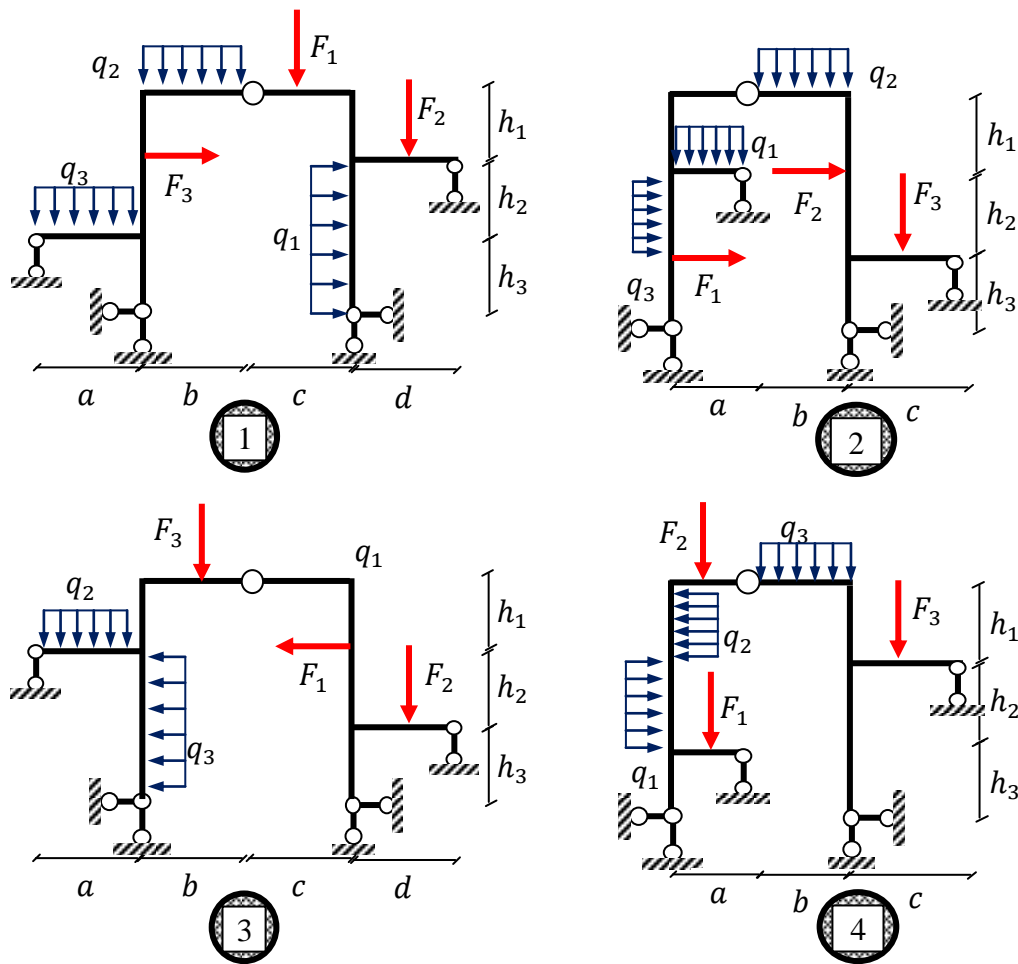 F₁
q₂
F₂
h₁
q₃
F₃
h₂
q₁
h₃
a b c d
1
q₂
h₁
q₁
F₂
F₃
h₂
q₃
F₁
h₃
a b c
2
F₃
q₁
q₂
h₁
F₁
F₂
h₂
q₃
h₃
a b c d
3
F₂
q₃
F₃
h₁
q₂
F₁
h₂
q₁
h₃
a b c
4